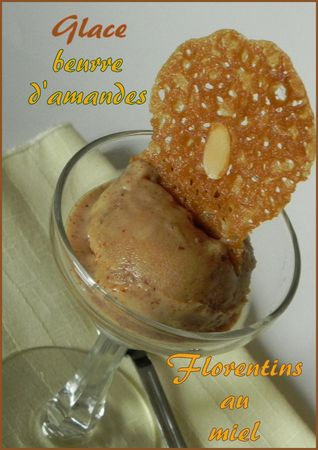 Glace
beurre
d'amandes
Florentins
au
miel